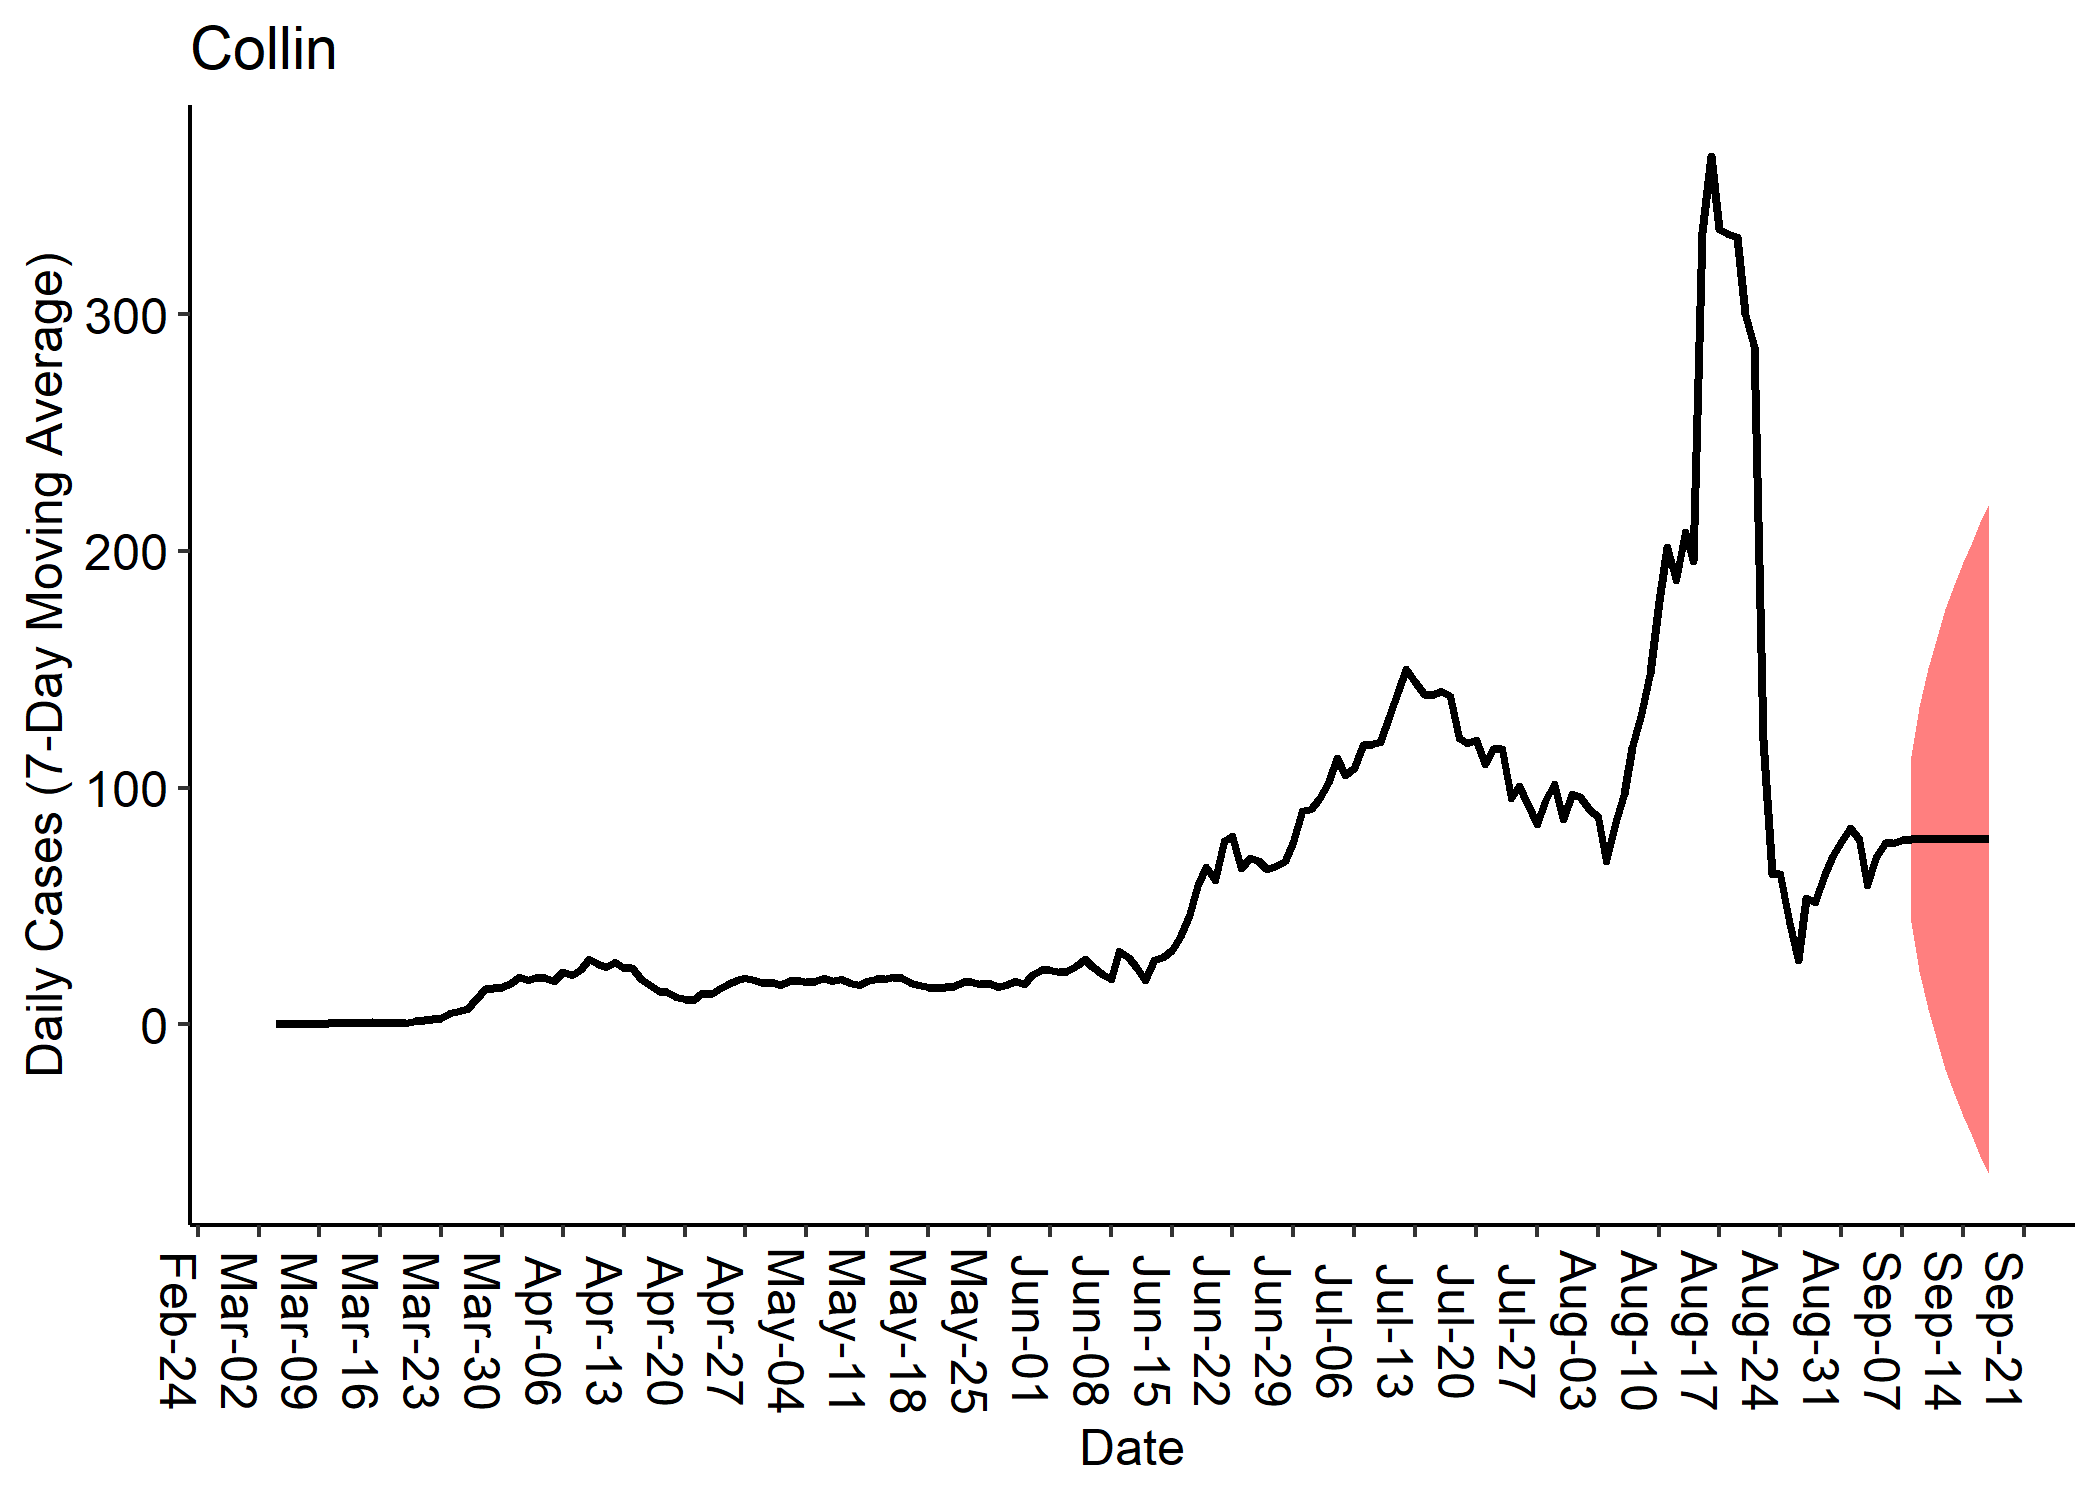 Collin
Daily Cases (7-Day Moving Average)
300
200
100
0
Feb-24
Mar-02
Mar-09
Mar-16
Mar-23
Mar-30
Apr-06
Apr-13
Apr-20
Apr-27
May-04
May-11
May-18
May-25
Jun-01
Jun-08
Jun-15
Jun-22
Jun-29
Jul-06
Jul-13
Jul-20
Jul-27
Aug-03
Aug-10
Aug-17
Aug-24
Aug-31
Sep-07
Sep-14
Sep-21
Date